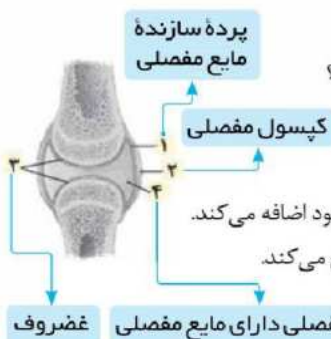 پردهٔ سازندهٔ
مایع مفصلی
؟
۱
کپسول مفصلی
۲
۳
۴
ود اضافه می‌کند.
می‌کند.
فصلی دارای مایع مفصلی
غضروف